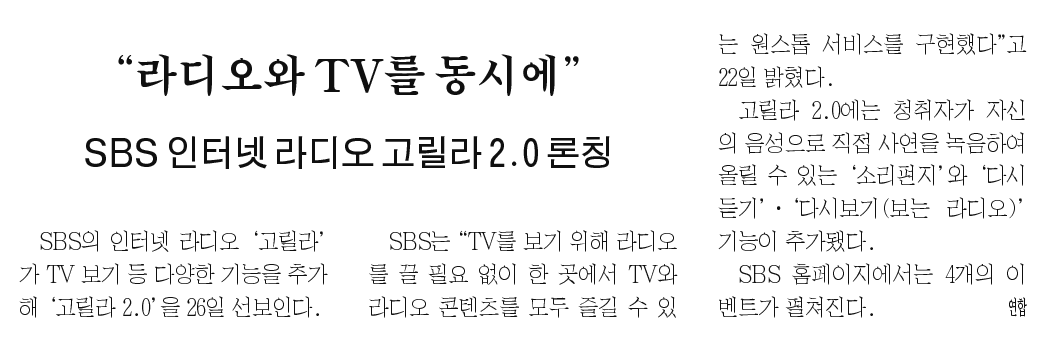 “라디오와 TV를 동시에”
SBS 인터넷 라디오 고릴라 2.0 론칭
SBS의 인터넷 라디오 ‘고릴라’
가 TV 보기 등 다양한 기능을 추가
해 ‘고릴라 2.0’을 26일 선보인다.
SBS는 “TV를 보기 위해 라디오
를 끌 필요 없이 한 곳에서 TV와
라디오 콘텐츠를 모두 즐길 수 있
는 원스톱 서비스를 구현했다”고
22일 밝혔다.
고릴라 2.0에는 청취자가 자신
의 음성으로 직접 사연을 녹음하여
올릴 수 있는 ‘소리편지’와 ‘다시
듣기’·‘다시보기(보는 라디오)’
기능이 추가됐다.
SBS 홈페이지에서는 4개의 이
벤트가 펼쳐진다. 연합